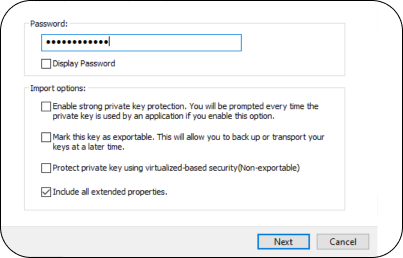 Password:
••••••••••••
Display Password
Import options:
Enable strong private key protection. You will be prompted every time the
private key is used by an application if you enable this option.
Mark this key as exportable. This will allow you to back up or transport your
keys at a later time.
Protect private key using virtualized-based security(Non-exportable)
Include all extended properties.
Next Cancel